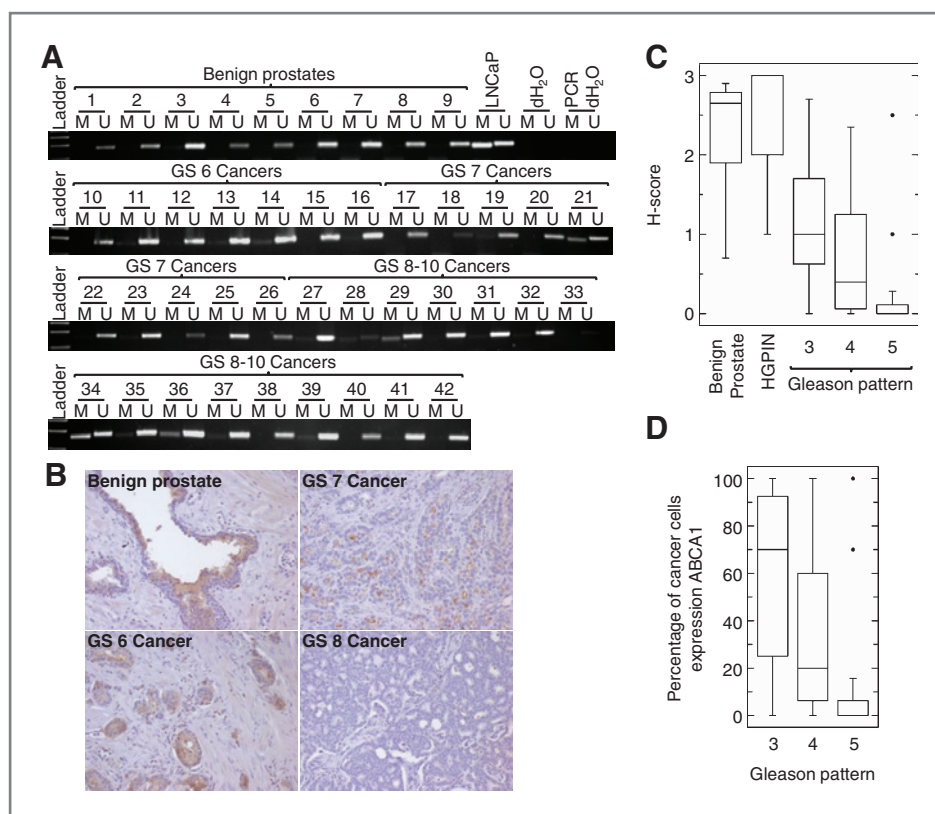 A
Ladder
Benign prostates
LNCaP
dH2O
PCR
dH2O
1 2 3 4 5 6 7 8 9
M U M U M U M U M U M U M U M U M U M U M U M U
Ladder
GS 6 Cancers GS 7 Cancers
10 11 12 13 14 15 16 17 18 19 20 21
M U M U M U M U M U M U M U M U M U M U M U M U
Ladder
GS 7 Cancers GS 8-10 Cancers
22 23 24 25 26 27 28 29 30 31 32 33
M U M U M U M U M U M U M U M U M U M U M U M U
Ladder
GS 8-10 Cancers
34 35 36 37 38 39 40 41 42
M U M U M U M U M U M U M U M U M U
B
Benign prostate GS 7 Cancer
GS 6 Cancer GS 8 Cancer
C
H-score
3
2
1
0
Benign
Prostate
HGPIN
3 4 5
Gleason pattern
D
Percentage of cancer cells
expression ABCA1
100
80
60
40
20
0
3 4 5
Gleason pattern